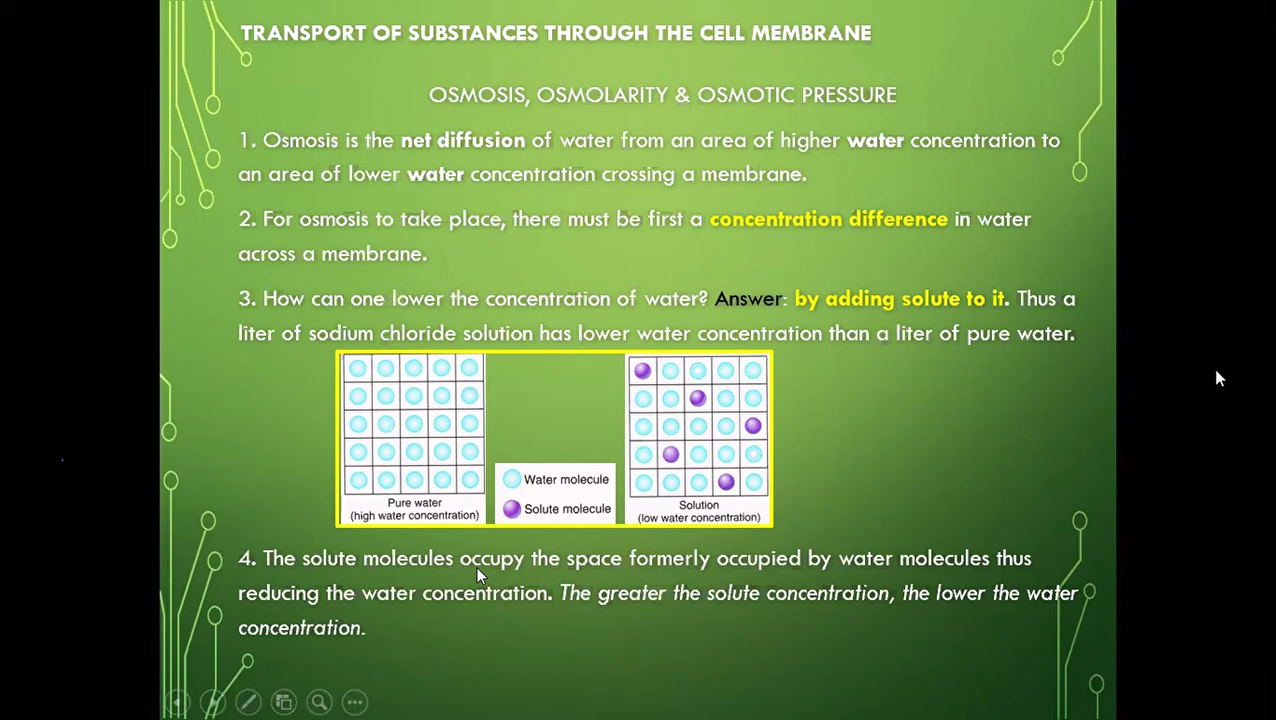 TRANSPORT OF SUBSTANCES THROUGH THE CELL MEMBRANE
OSMOSIS, OSMOLARITY & OSMOTIC PRESSURE
1. Osmosis is the net diffusion of water from an area of higher water concentration to
an area of lower water concentration crossing a membrane.
2. For osmosis to take place, there must be first a concentration difference in water
across a membrane.
3. How can one lower the concentration of water? Answer: by adding solute to it. Thus a
liter of sodium chloride solution has lower water concentration than a liter of pure water.
Pure water
(high water concentration)
Water molecule
Solute molecule
Solution
(low water concentration)
4. The solute molecules occupy the space formerly occupied by water molecules thus
reducing the water concentration. The greater the solute concentration, the lower the water
concentration.